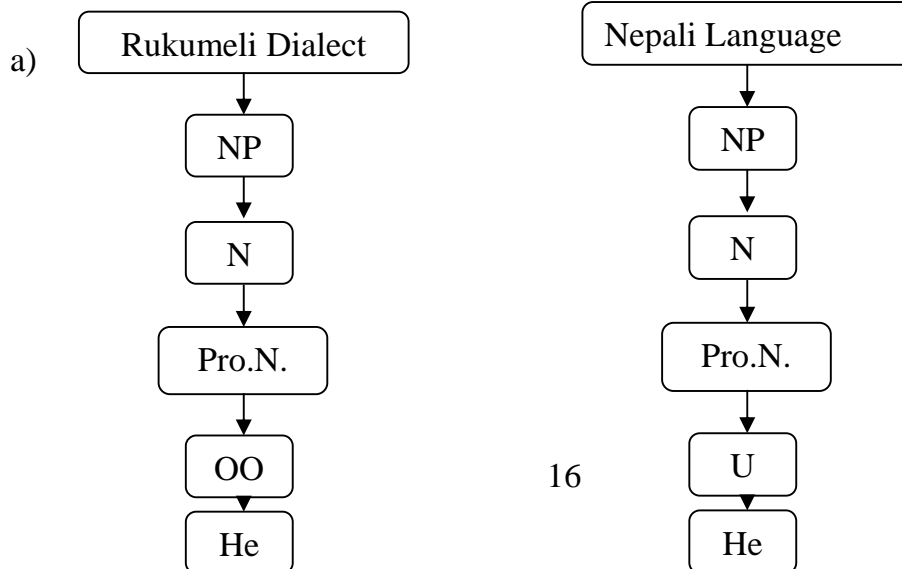 a)
Rukumeli Dialect
NP
N
Pro.N.
OO
He
Nepali Language
NP
N
Pro.N.
U
He
16